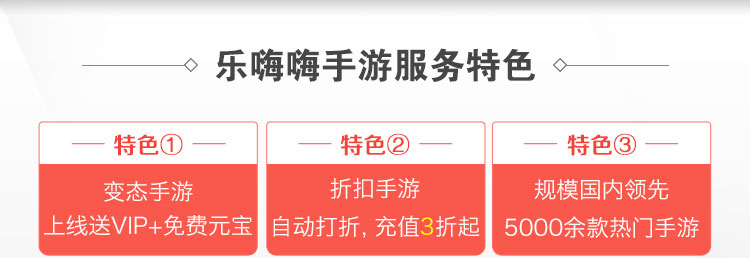 乐嗨嗨手游服务特色
特色①
变态手游
上线送VIP+免费元宝
特色②
折扣手游
自动打折, 充值3折起
特色③
规模国内领先
5000余款热门手游